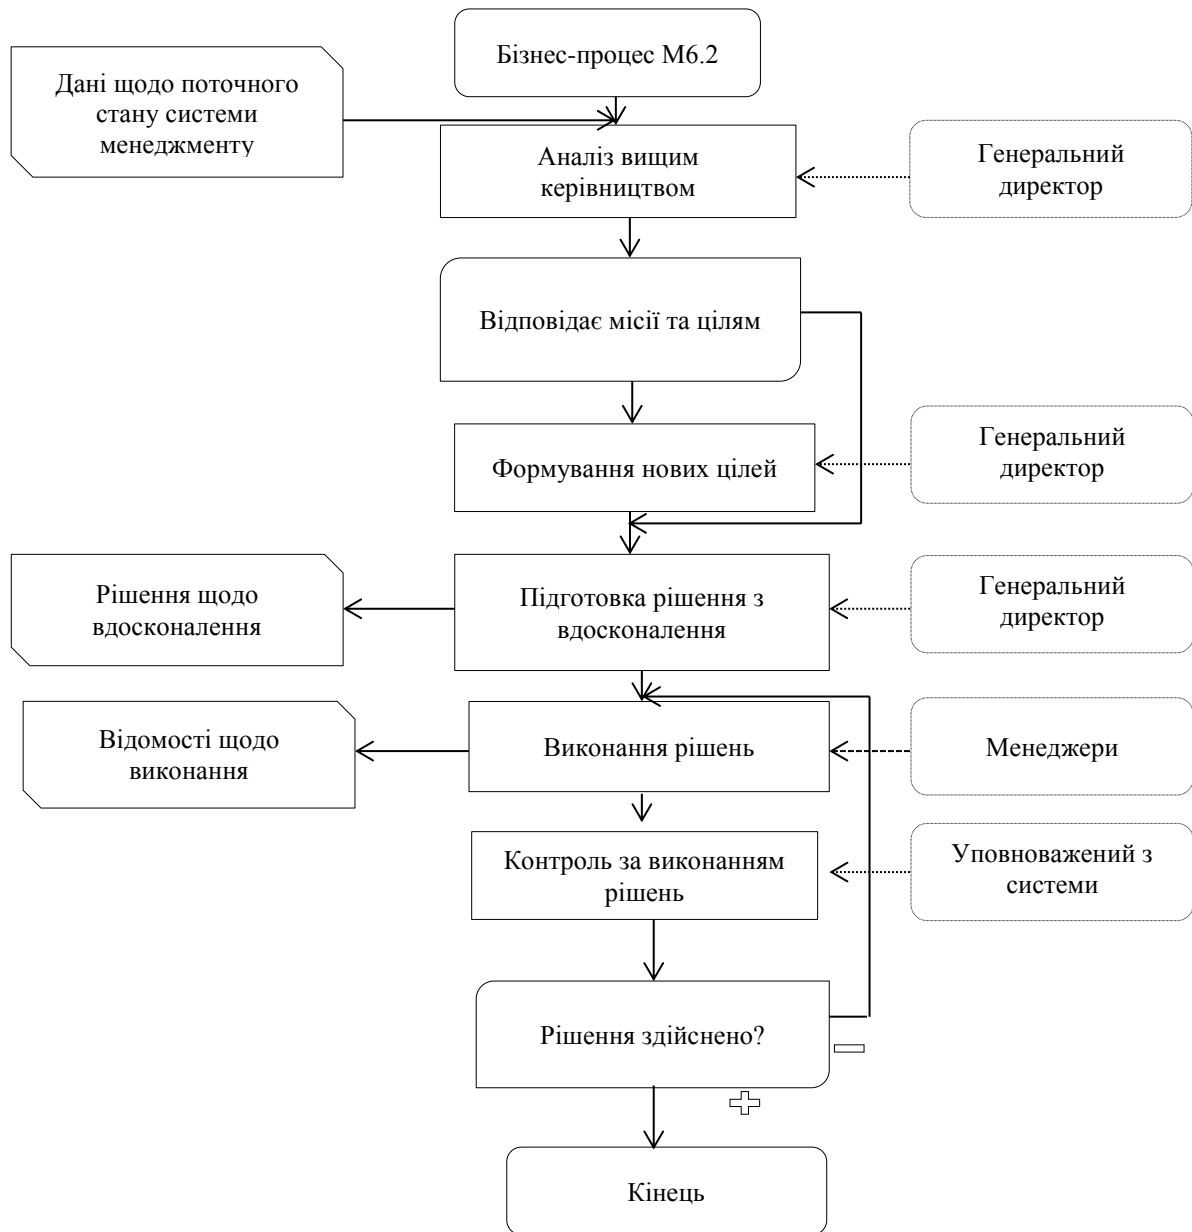 Бізнес-процес М6.2
Дані щодо поточного
стану системи
менеджменту
Аналіз вищим
керівництвом
Генеральний
директор
Відповідає місії та цілям
Формування нових цілей
Генеральний
директор
Рішення щодо
вдосконалення
Підготовка рішення з
вдосконалення
Генеральний
директор
Відомості щодо
виконання
Виконання рішень
Менеджери
Контроль за виконанням
рішень
Уповноважений з
системи
Рішення здійснено?
Кінець